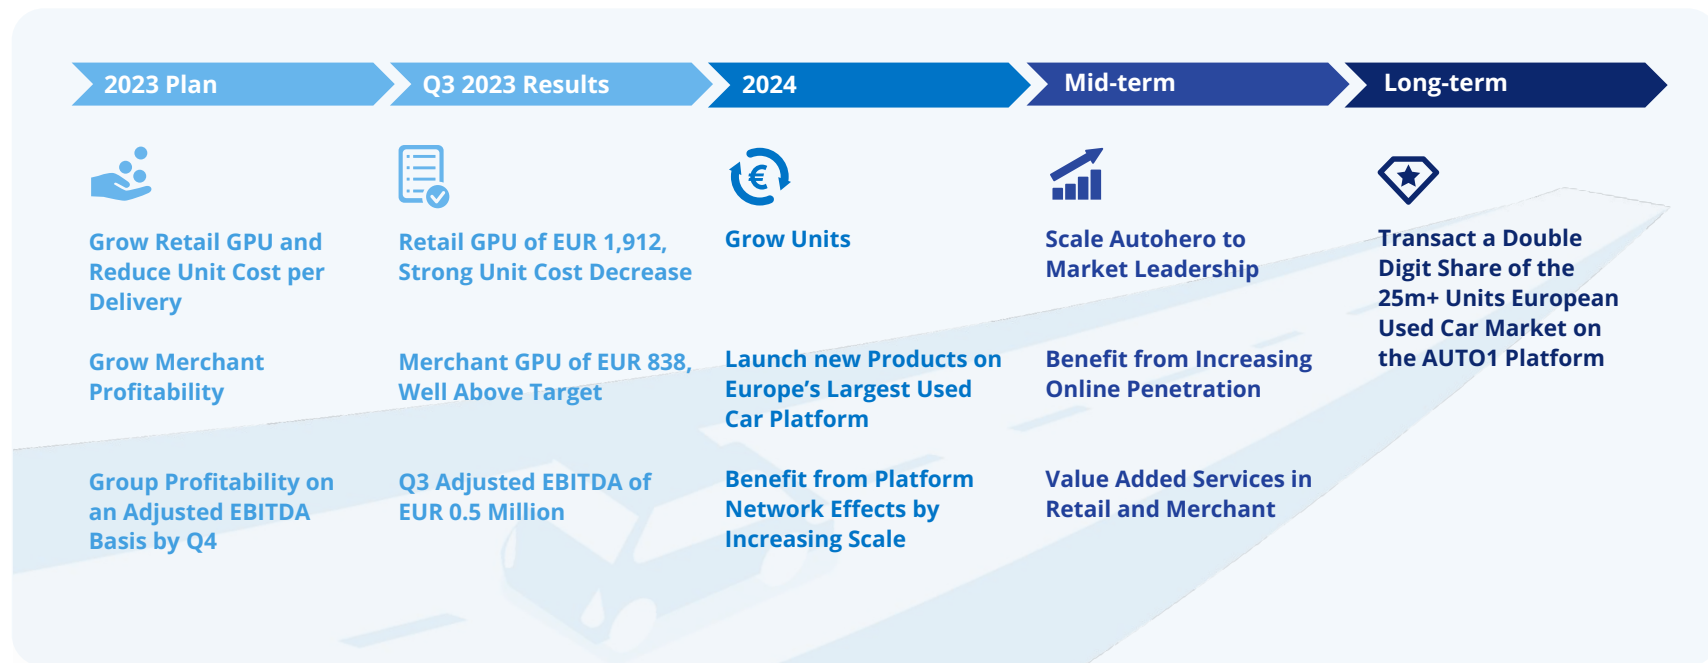 2023 Plan
Q3 2023 Results
2024
Mid-term
Long-term
€
Grow Retail GPU and
Reduce Unit Cost per
Delivery
Grow Merchant
Profitability
Group Profitability on
an Adjusted EBITDA
Basis by Q4
Retail GPU of EUR 1,912,
Strong Unit Cost Decrease
Merchant GPU of EUR 838,
Well Above Target
Q3 Adjusted EBITDA of
EUR 0.5 Million
Grow Units
Launch new Products on
Europe’s Largest Used
Car Platform
Benefit from Platform
Network Effects by
Increasing Scale
Scale Autohero to
Market Leadership
Benefit from Increasing
Online Penetration
Value Added Services in
Retail and Merchant
Transact a Double
Digit Share of the
25m+ Units European
Used Car Market on
the AUTO1 Platform